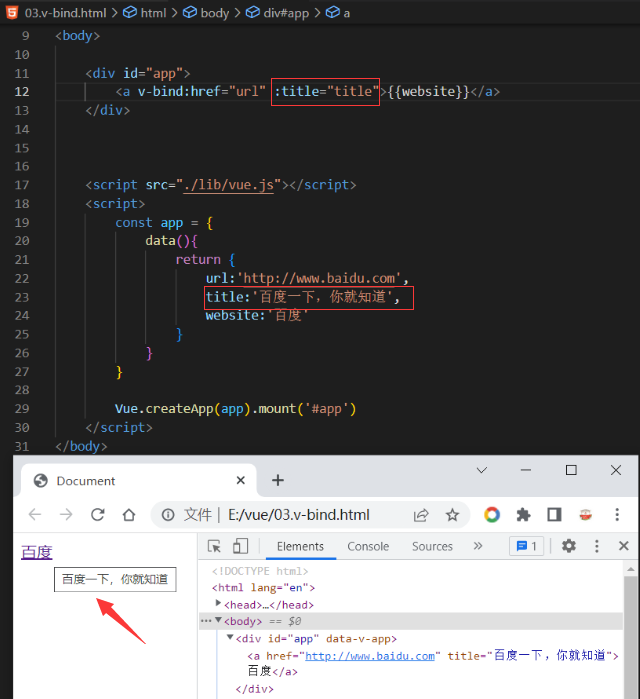 03.v-bind.html > html > body > div#app > a
9 <body>
10
11 <div id="app">
12 <a v-bind:href="url" :title="title">{{website}}</a>
13 </div>
14
15
16
17 <script src="./lib/vue.js"></script>
18 <script>
19 const app = {
20 data(){
21 return {
22 url:'http://www.baidu.com',
23 title:'百度一下，你就知道',
24 website:'百度'
25 }
26 }
27 }
28
29 Vue.createApp(app).mount('#app')
30 </script>
31 </body>
Document
文件 | E:/vue/03.v-bind.html
百度
百度一下，你就知道
Elements Console Sources » 1
<!DOCTYPE html>
<html lang="en">
<head>…</head>
<body> == $0
<div id="app" data-v-app>
<a href="http://www.baidu.com" title="百度一下，你就知道">
百度</a>
</div>